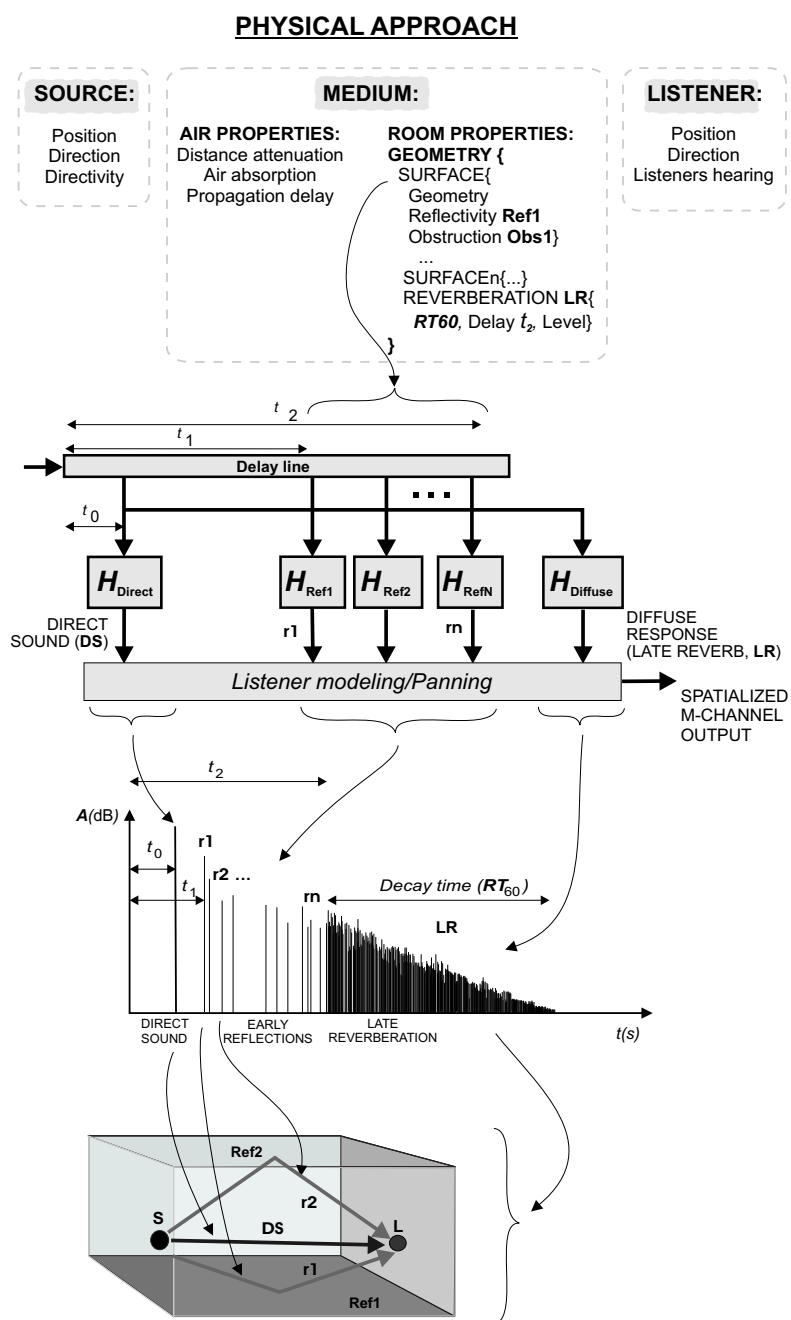 PHYSICAL APPROACH
SOURCE:
Position
Direction
Directivity
MEDIUM:
AIR PROPERTIES:
Distance attenuation
Air absorption
Propagation delay
ROOM PROPERTIES:
GEOMETRY {
SURFACE{
Geometry
Reflectivity Ref1
Obstruction Obs1}
...
SURFACEn{...}
REVERBERATION LR{
RT60, Delay t2, Level}
}
LISTENER:
Position
Direction
Listeners hearing
t2
t1
Delay line
t0
...
HDirect
HRef1
HRef2
HRefN
HDiffuse
DIRECT
SOUND (DS)
r1
rn
DIFFUSE
RESPONSE
(LATE REVERB, LR)
Listener modeling/Panning
SPATIALIZED
M-CHANNEL
OUTPUT
t2
A(dB)
t0
r1
t1
r2 ...
rn
Decay time (RT60)
LR
DIRECT
SOUND
EARLY
REFLECTIONS
LATE
REVERBERATION
t(s)
Ref2
r2
S
DS
L
r1
Ref1